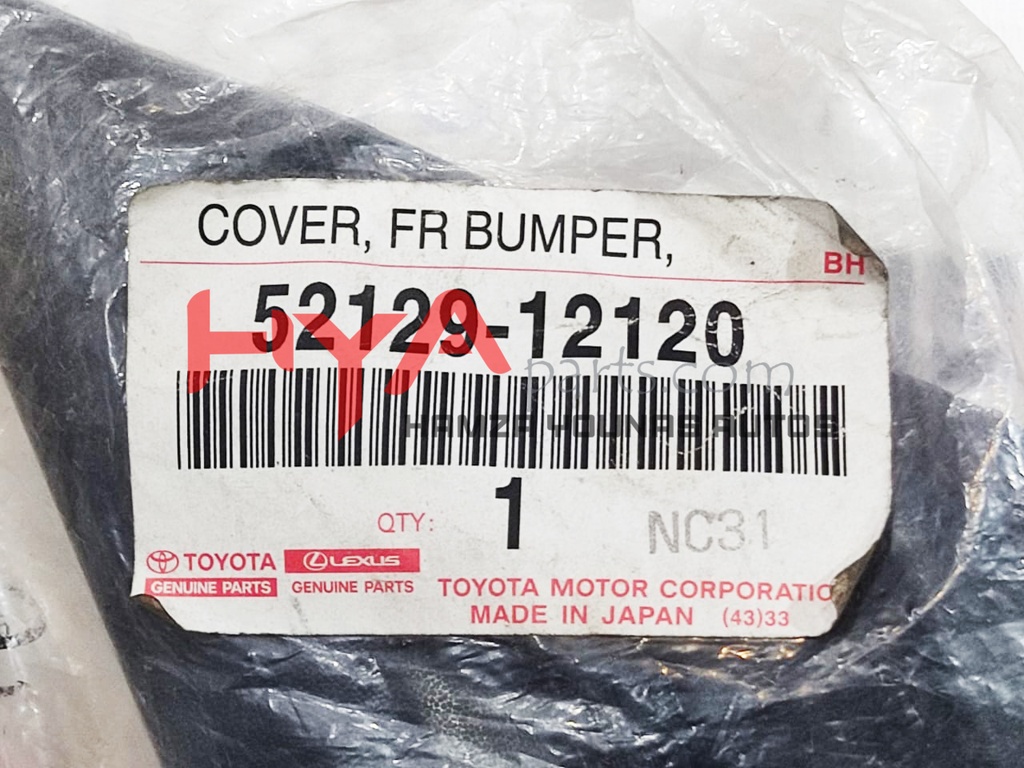 COVER, FR BUMPER,
BH
52129-12120
HYA parts.com
HAMZA YOUNAS AUTOS
QTY: 1
NC31
TOYOTA LEXUS
GENUINE PARTS GENUINE PARTS
TOYOTA MOTOR CORPORATIO
MADE IN JAPAN (43)33